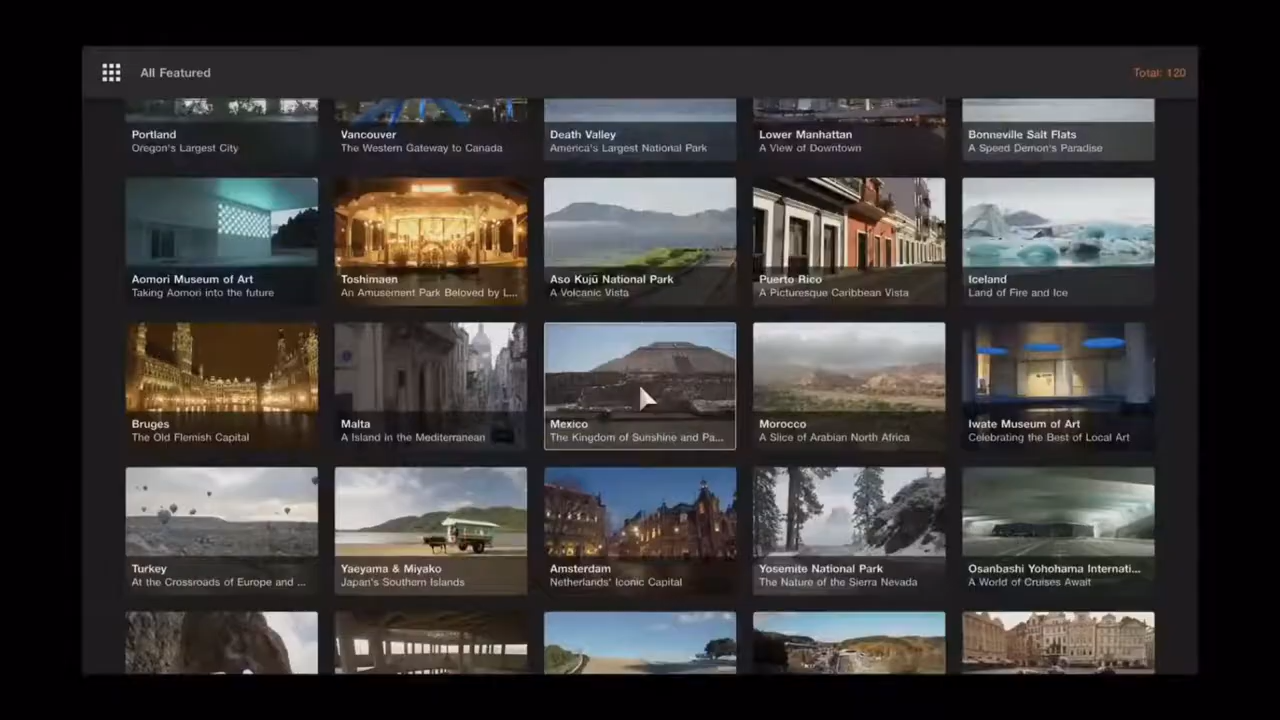 All Featured
Total: 120
Portland
Oregon's Largest City
Vancouver
The Western Gateway to Canada
Death Valley
America's Largest National Park
Lower Manhattan
A View of Downtown
Bonneville Salt Flats
A Speed Demon's Paradise
Aomori Museum of Art
Taking Aomori into the future
Toshimaen
An Amusement Park Beloved by L...
Aso Kujū National Park
A Volcanic Vista
Puerto Rico
A Picturesque Caribbean Vista
Iceland
Land of Fire and Ice
Bruges
The Old Flemish Capital
Malta
A Island in the Mediterranean
Mexico
The Kingdom of Sunshine and Pa...
Morocco
A Slice of Arabian North Africa
Iwate Museum of Art
Celebrating the Best of Local Art
Turkey
At the Crossroads of Europe and ...
Yaeyama & Miyako
Japan's Southern Islands
Amsterdam
Netherlands' Iconic Capital
Yosemite National Park
The Nature of the Sierra Nevada
Osanbashi Yohohama Internati...
A World of Cruises Await